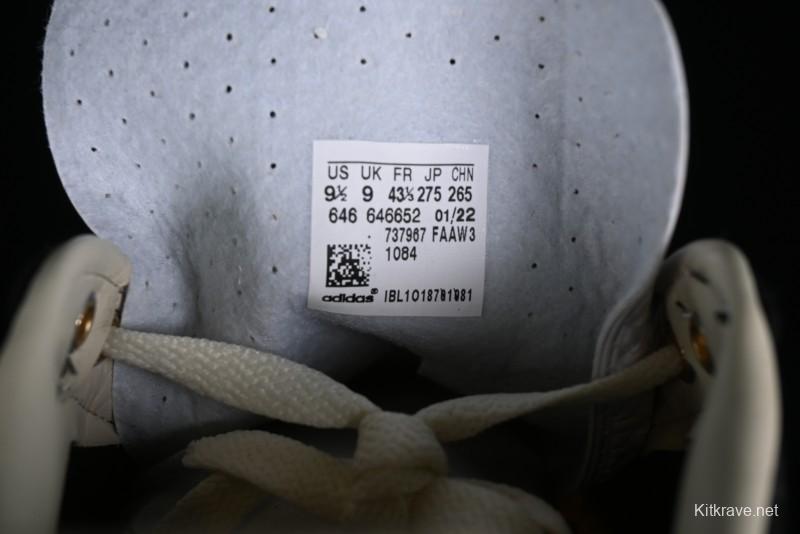 US UK FR JP CHN
9½ 9 43⅓ 275 265
646 646652 01/22
737967 FAAW3
1084
adidas® IBL1O18781981
Kitkrave.net